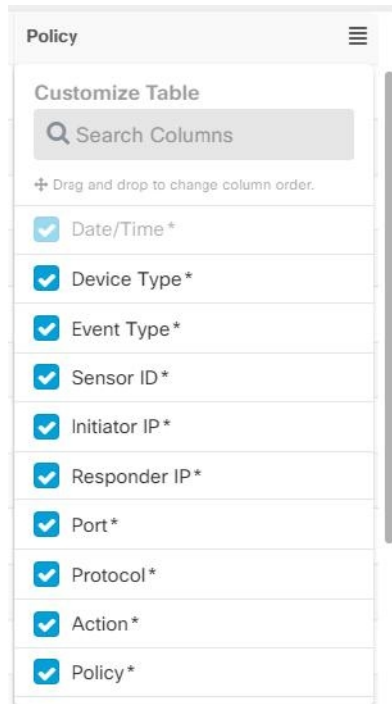 Policy
Customize Table
Search Columns
Drag and drop to change column order.
Date/Time*
Device Type*
Event Type*
Sensor ID*
Initiator IP*
Responder IP*
Port*
Protocol*
Action*
Policy*